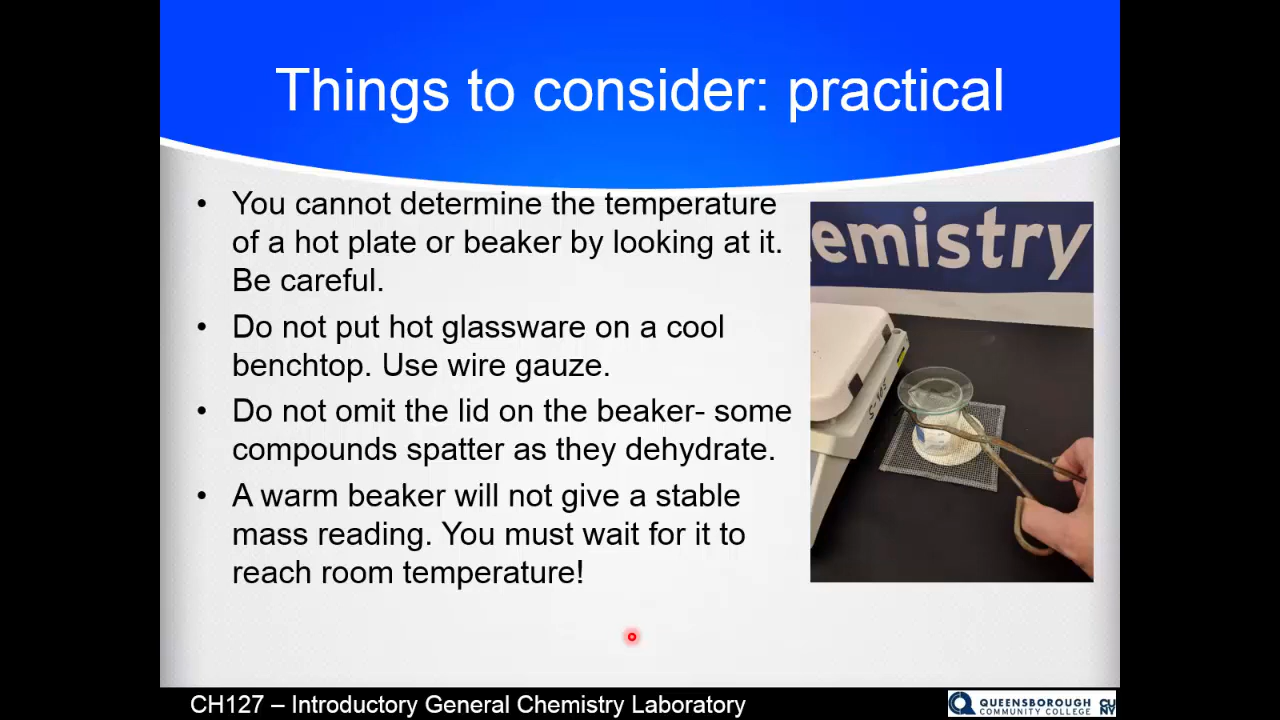 Things to consider: practical
• You cannot determine the temperature
of a hot plate or beaker by looking at it.
Be careful.
• Do not put hot glassware on a cool
benchtop. Use wire gauze.
• Do not omit the lid on the beaker- some
compounds spatter as they dehydrate.
• A warm beaker will not give a stable
mass reading. You must wait for it to
reach room temperature!
emistry
CH127 – Introductory General Chemistry Laboratory
QUEENSBOROUGH
COMMUNITY COLLEGE
CU
NY